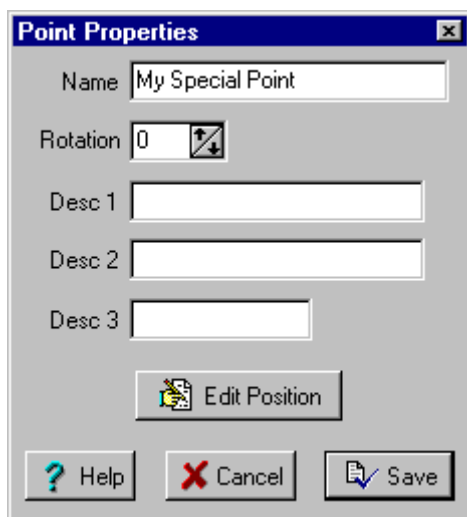 Point Properties
Name My Special Point
Rotation 0
Desc 1
Desc 2
Desc 3
Edit Position
Help Cancel Save